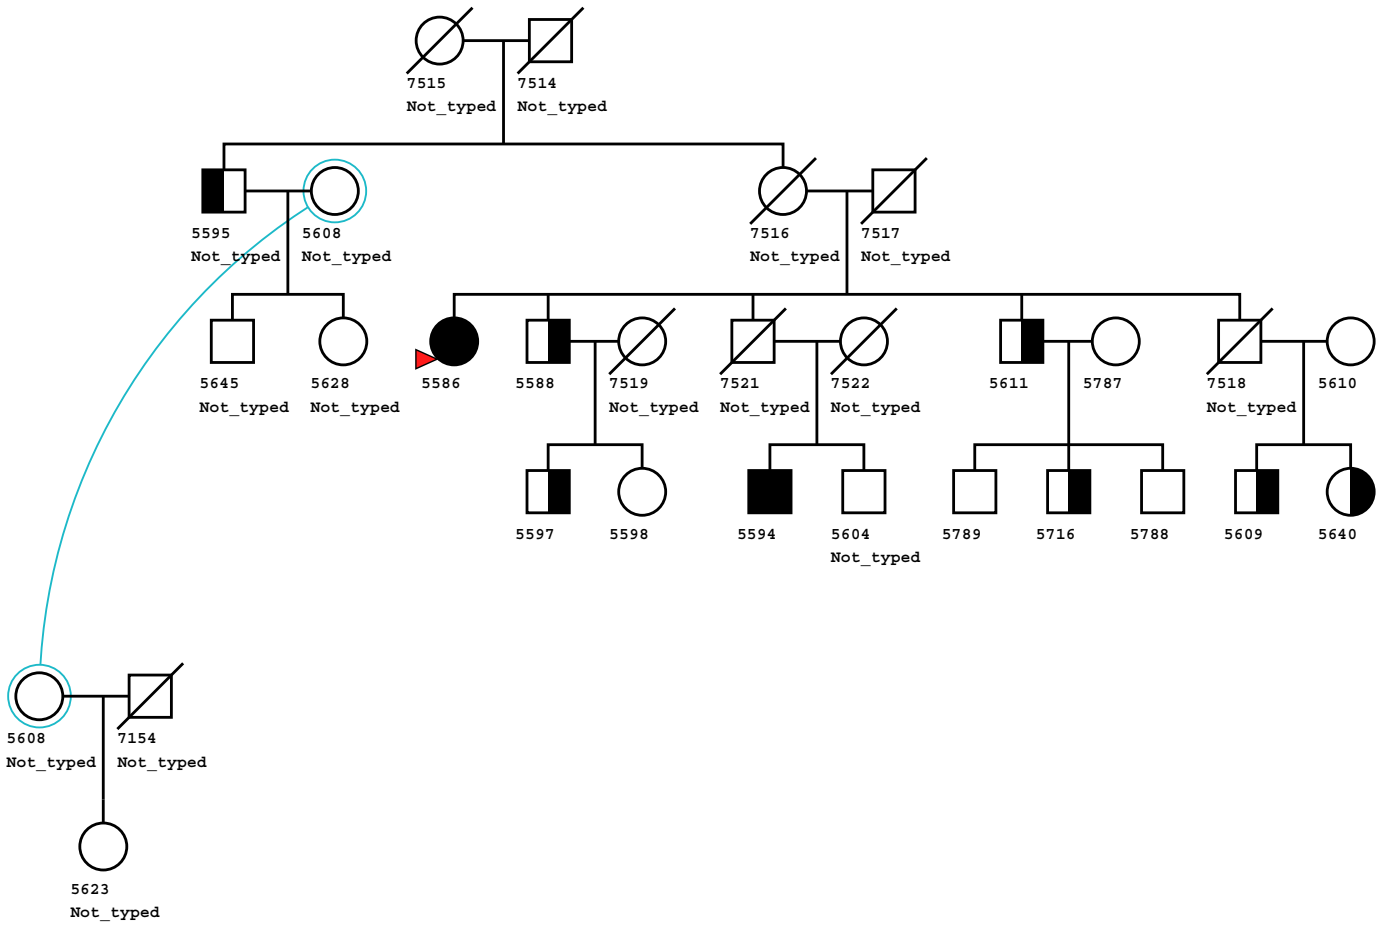 7515 7514
Not_typed Not_typed
5595 5608 7516 7517
Not_typed Not_typed Not_typed Not_typed
5645 5628 5586 5588 7519 7521 7522 5611 5787 7518 5610
Not_typed Not_typed Not_typed Not_typed Not_typed Not_typed
5597 5598 5594 5604 5789 5716 5788 5609 5640
Not_typed
5608 7154
Not_typed Not_typed
5623
Not_typed